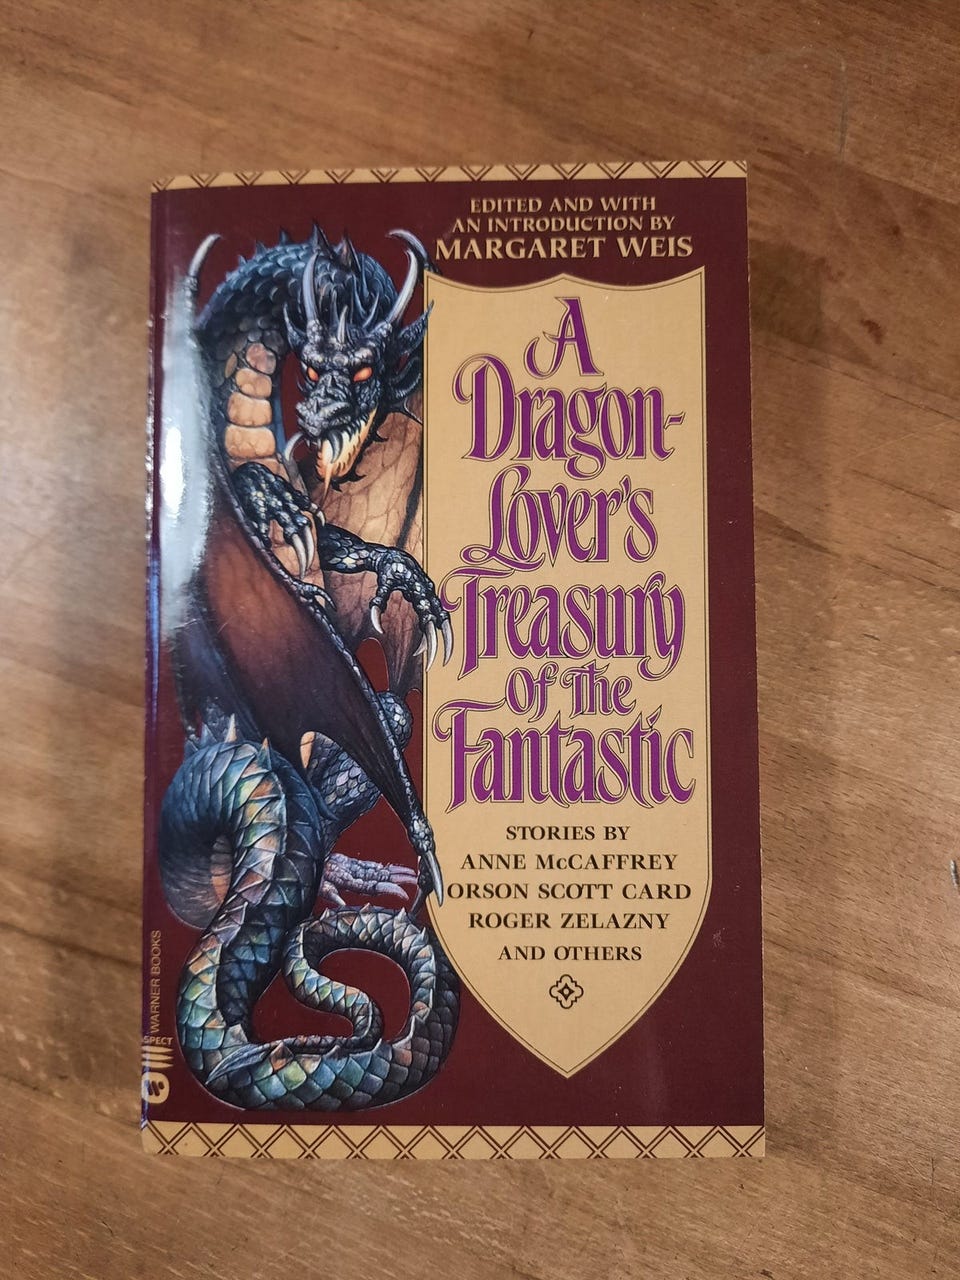 EDITED AND WITH
AN INTRODUCTION BY
MARGARET WEIS
A
Dragon-
Lover's
Treasury
of the
Fantastic
STORIES BY
ANNE McCAFFREY
ORSON SCOTT CARD
ROGER ZELAZNY
AND OTHERS
WARNER BOOKS
SPECT